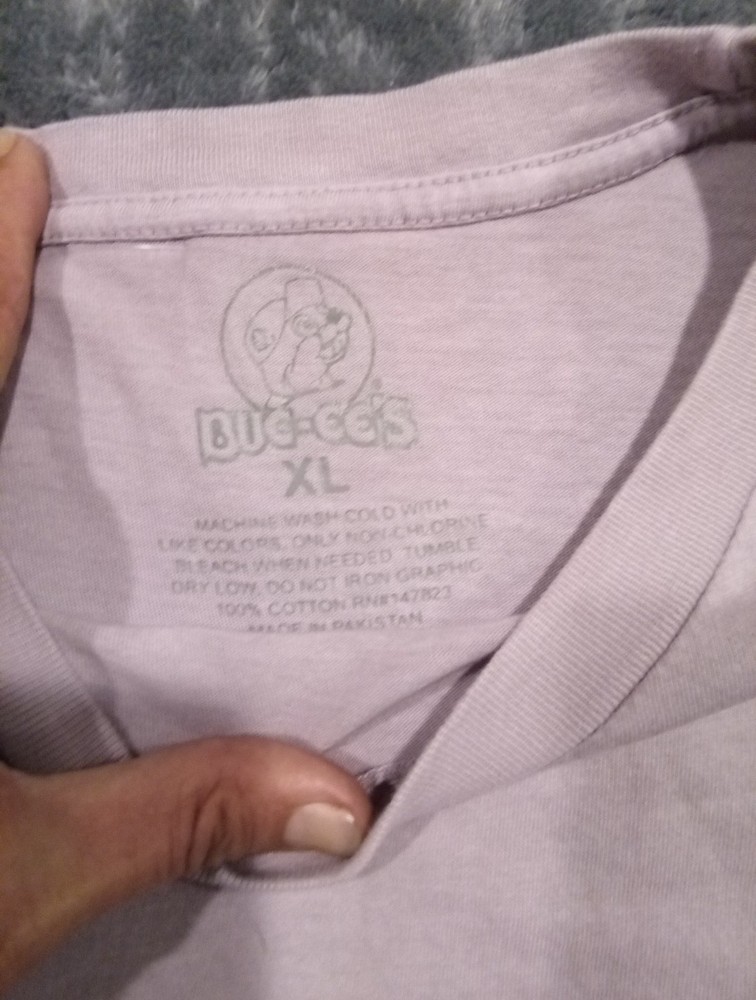 BUC-EE'S
XL
MACHINE WASH COLD WITH
LIKE COLORS, ONLY NON-CHLORINE
BLEACH WHEN NEEDED TUMBLE
DRY LOW, DO NOT IRON GRAPHIC
100% COTTON RN#147823
MADE IN PAKISTAN